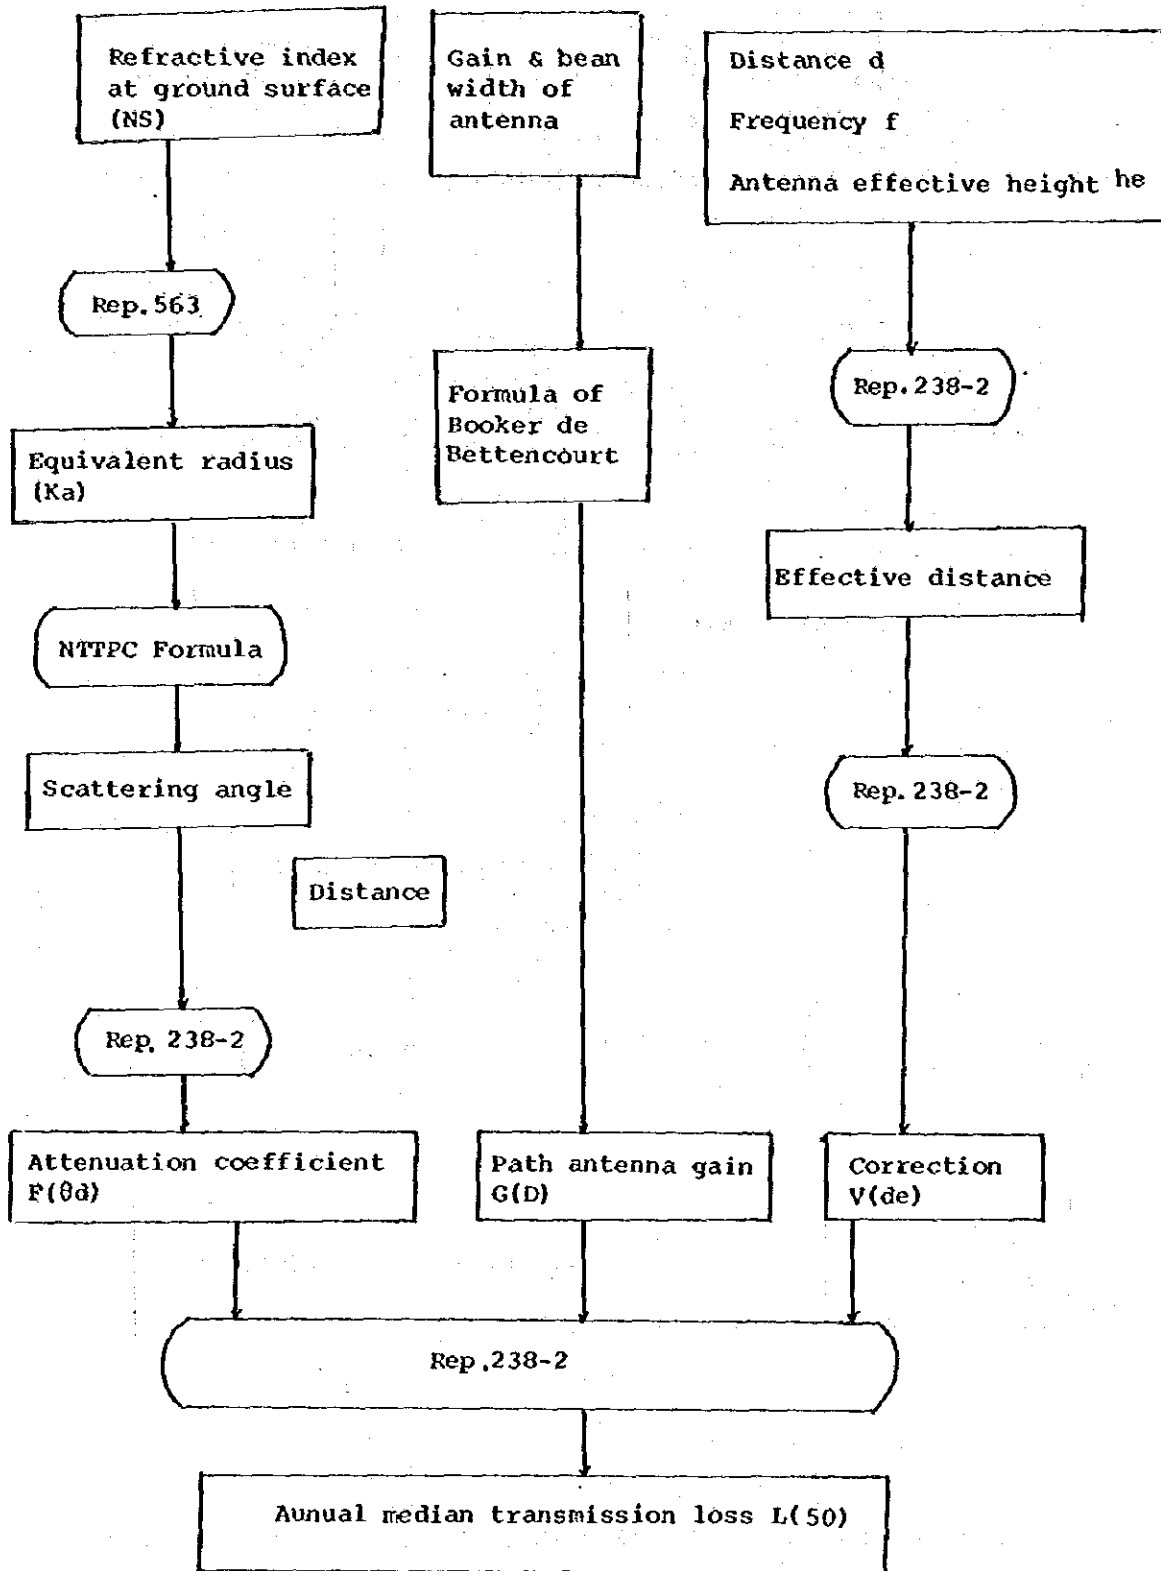 Refractive index
at ground surface
(NS)
Gain & bean
width of
antenna
Distance d
Frequency f
Antenna effective height he
Rep.563
Formula of
Booker de
Bettencourt
Rep.238-2
Equivalent radius
(Ka)
Effective distance
NTTPC Formula
Scattering angle
Rep.238-2
Distance
Rep. 238-2
Attenuation coefficient
F(θd)
Path antenna gain
G(D)
Correction
V(de)
Rep.238-2
Aunual median transmission loss L(50)